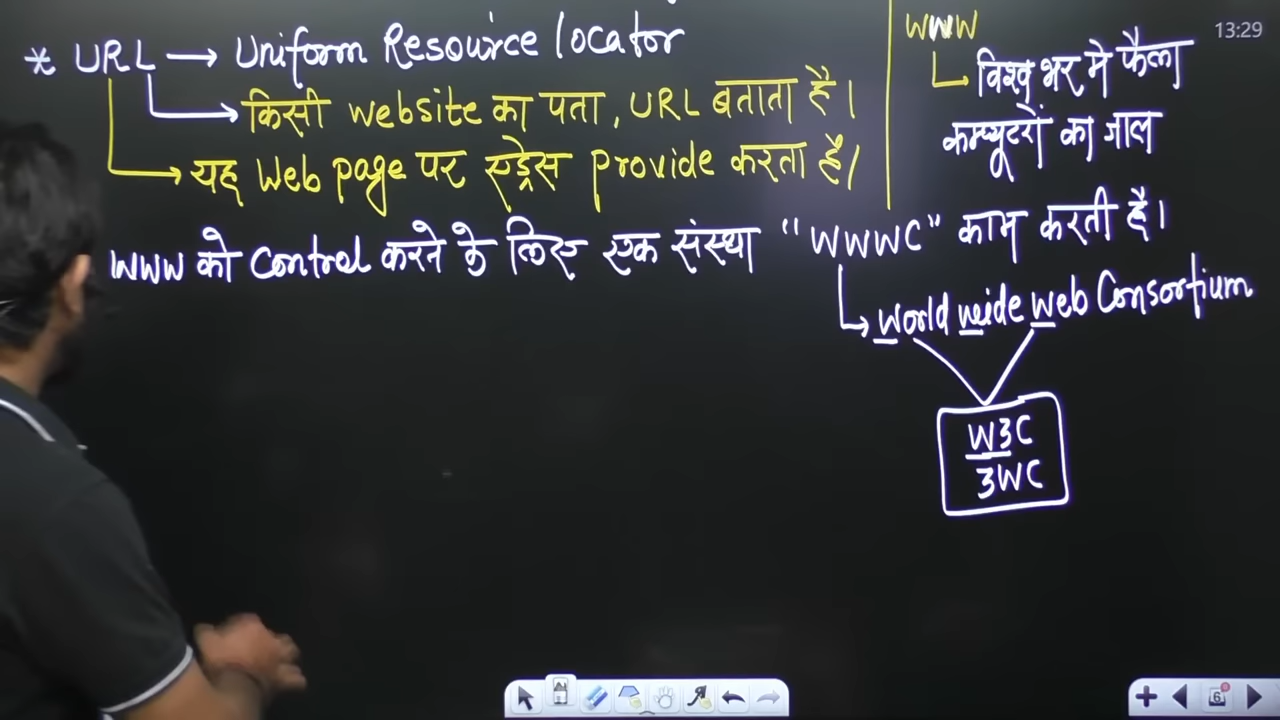 * URL → Uniform Resource locator
किसी website का पता, URL बताता है।
यह Web page पर एड्रेस provide करता है।
WWW
विश्व भर मे फैला
कम्प्यूटरों का जाल
WWW को Control करने के लिए एक संस्था "WWWC" काम करती है।
World wide Web Consortium
W3C
3WC
13:29
6